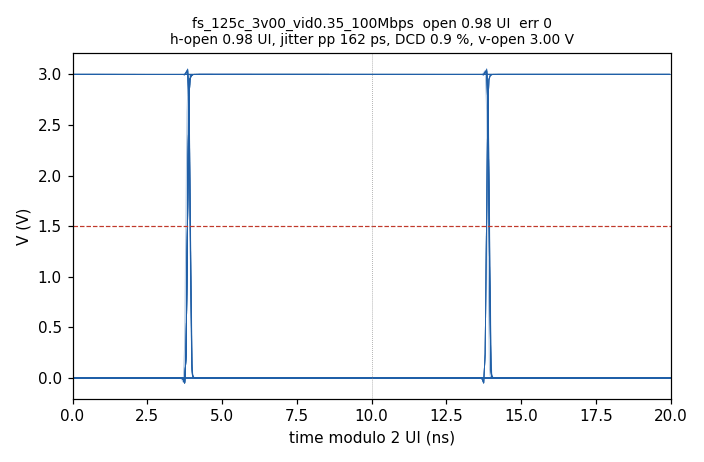 fs_125c_3v00_vid0.35_100Mbps  open 0.98 UI  err 0
h-open 0.98 UI, jitter pp 162 ps, DCD 0.9 %, v-open 3.00 V
3.0
2.5
2.0
1.5
1.0
0.5
0.0
V (V)
0.0 2.5 5.0 7.5 10.0 12.5 15.0 17.5 20.0
time modulo 2 UI (ns)